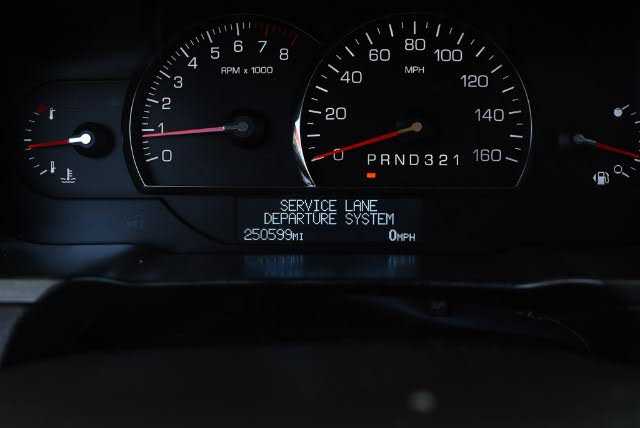 5 6 7 8
4
3
2
1
0
RPM x 1000
60 80 100
40 120
20 140
0 160
MPH
PRND321
SERVICE LANE
DEPARTURE SYSTEM
250599MI 0MPH